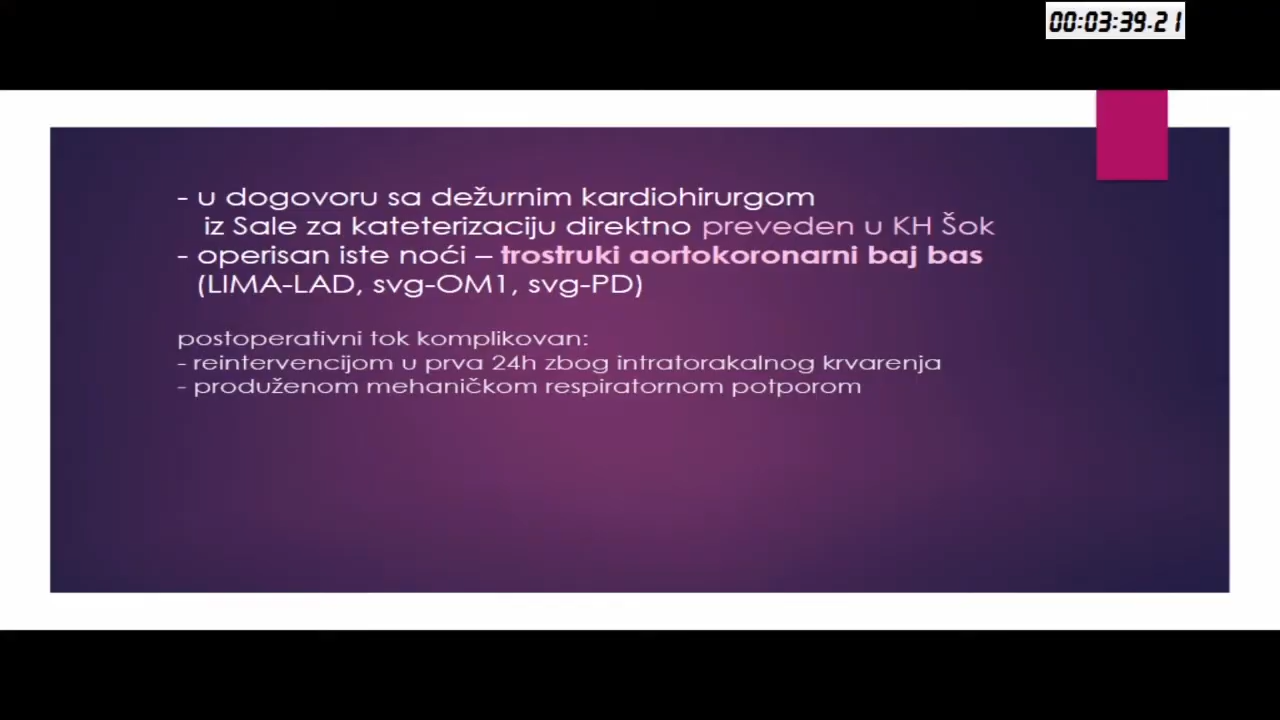 00:03:39.21
- u dogovoru sa dežurnim kardiohirurgom
iz Sale za kateterizaciju direktno preveden u KH Šok
- operisan iste noći – trostruki aortokoronarni baj bas
(LIMA-LAD, svg-OM1, svg-PD)
postoperativni tok komplikovan:
- reintervencijom u prva 24h zbog intratorakalnog krvarenja
- produženom mehaničkom respiratornom potporom